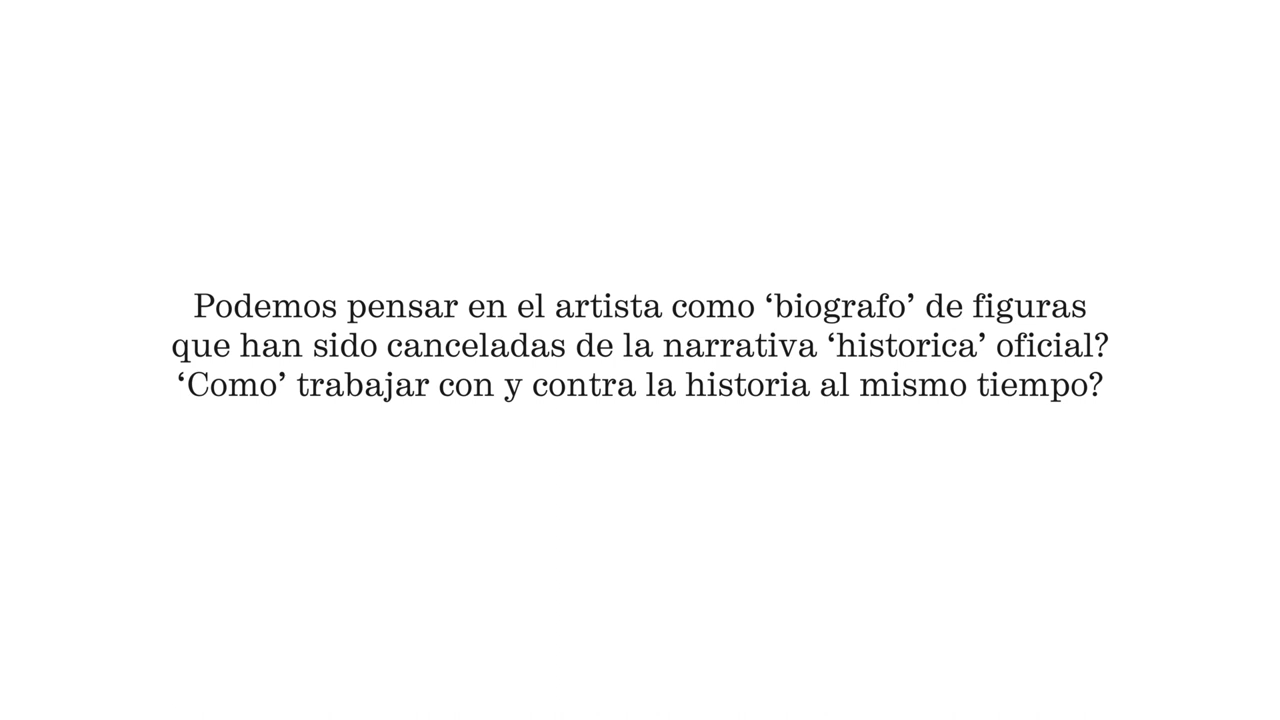 Podemos pensar en el artista como ‘biografo’ de figuras
que han sido canceladas de la narrativa ‘historica’ oficial?
‘Como’ trabajar con y contra la historia al mismo tiempo?